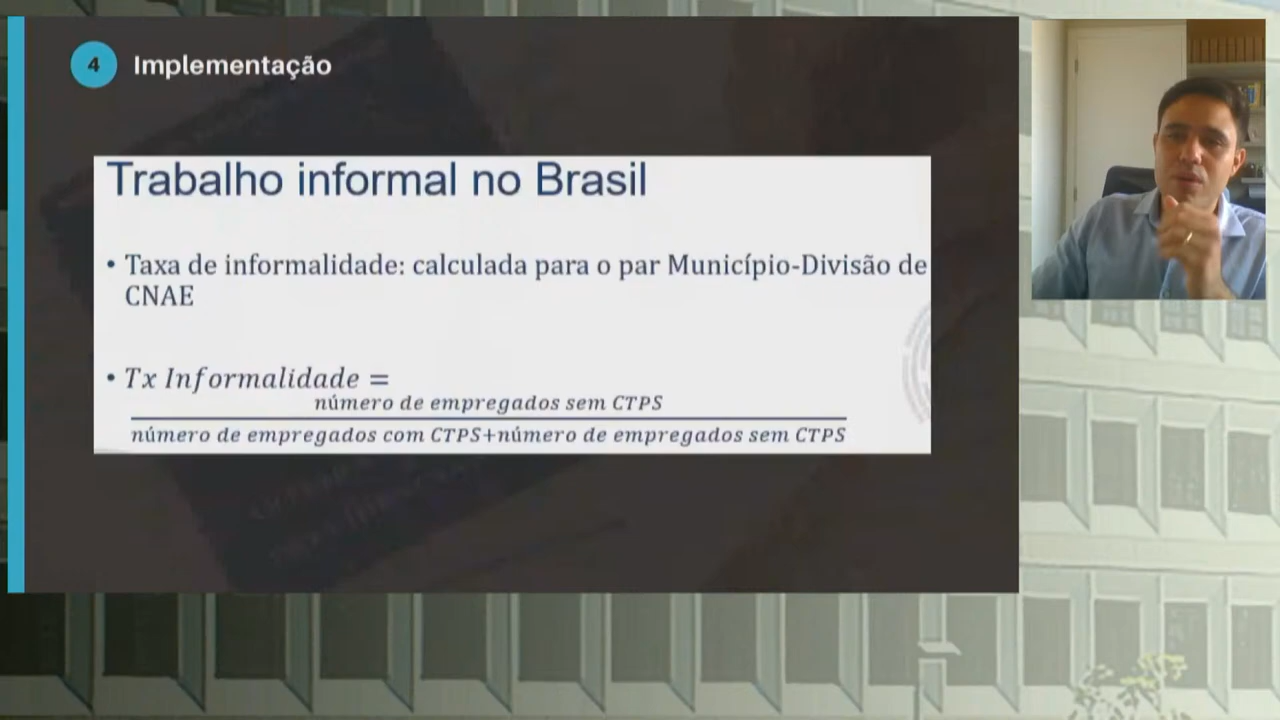 4 Implementação
Trabalho informal no Brasil
• Taxa de informalidade: calculada para o par Município-Divisão de
CNAE
• Tx Informalidade =
número de empregados sem CTPS
número de empregados com CTPS+número de empregados sem CTPS